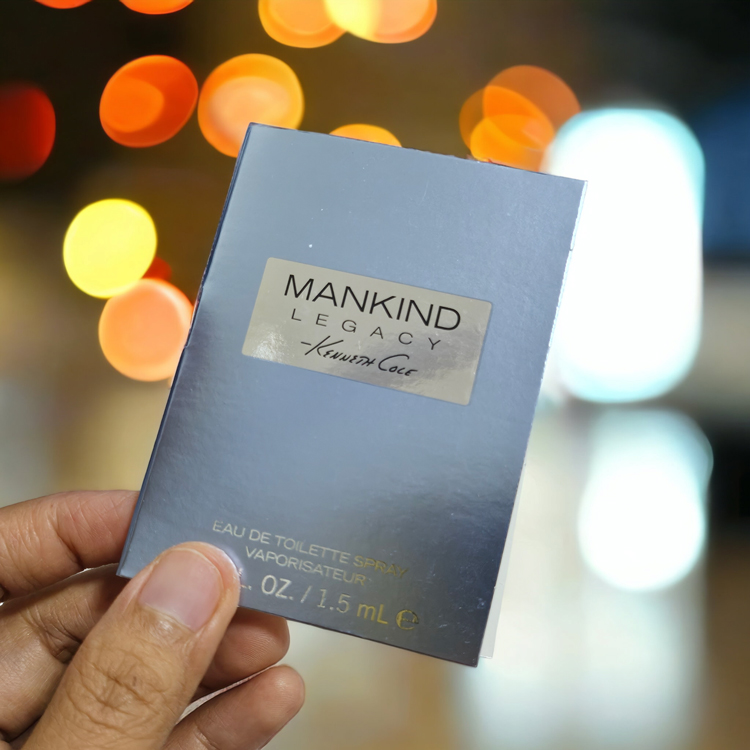 MANKIND
LEGACY
-KENNETH COLE
EAU DE TOILETTE SPRAY
VAPORISATEUR
OZ. / 1.5 mL ℮